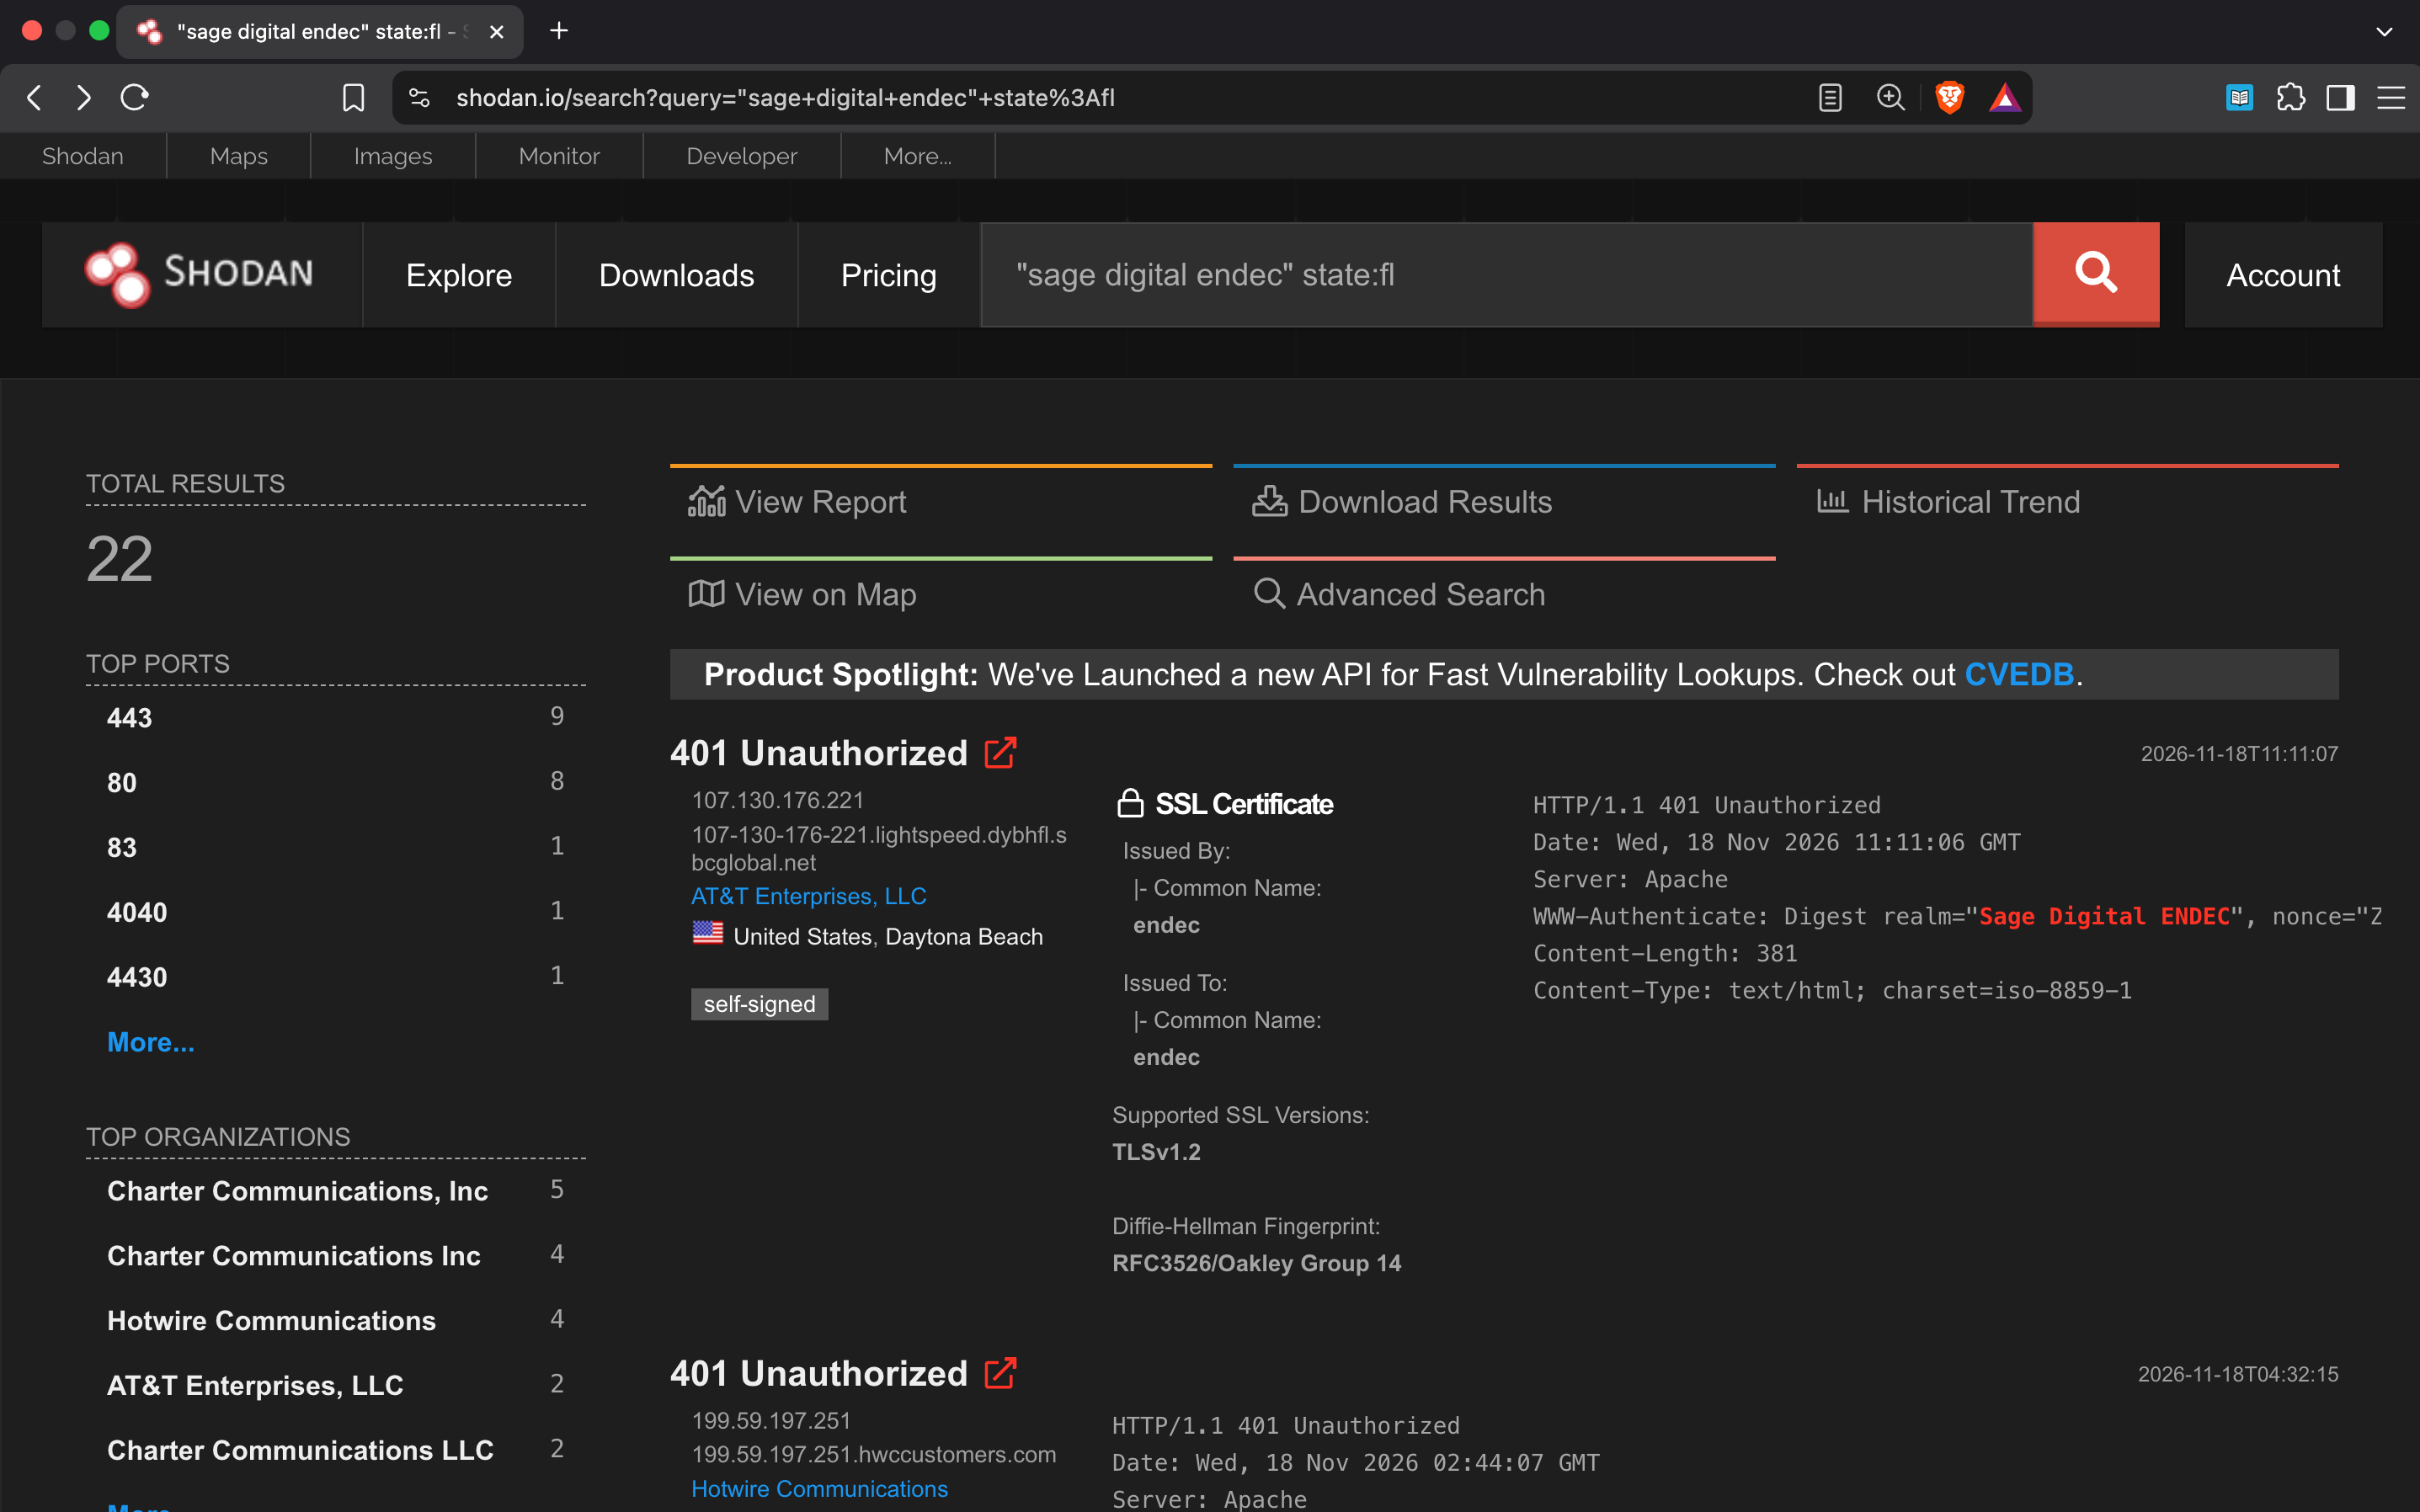 "sage digital endec" state:fl -
shodan.io/search?query="sage+digital+endec"+state%3Afl
Shodan
Maps
Images
Monitor
Developer
More...
SHODAN
Explore
Downloads
Pricing
"sage digital endec" state:fl
Account
TOTAL RESULTS
22
TOP PORTS
443 9
80 8
83 1
4040 1
4430 1
More...
TOP ORGANIZATIONS
Charter Communications, Inc 5
Charter Communications Inc 4
Hotwire Communications 4
AT&T Enterprises, LLC 2
Charter Communications LLC 2
More...
View Report
Download Results
Historical Trend
View on Map
Advanced Search
Product Spotlight: We've Launched a new API for Fast Vulnerability Lookups. Check out CVEDB.
401 Unauthorized
2026-11-18T11:11:07
107.130.176.221
107-130-176-221.lightspeed.dybhfl.s
bcglobal.net
AT&T Enterprises, LLC
United States, Daytona Beach
self-signed
SSL Certificate
Issued By:
|- Common Name:
endec
Issued To:
|- Common Name:
endec
Supported SSL Versions:
TLSv1.2
Diffie-Hellman Fingerprint:
RFC3526/Oakley Group 14
HTTP/1.1 401 Unauthorized
Date: Wed, 18 Nov 2026 11:11:06 GMT
Server: Apache
WWW-Authenticate: Digest realm="Sage Digital ENDEC", nonce="Z
Content-Length: 381
Content-Type: text/html; charset=iso-8859-1
401 Unauthorized
2026-11-18T04:32:15
199.59.197.251
199.59.197.251.hwccustomers.com
Hotwire Communications
HTTP/1.1 401 Unauthorized
Date: Wed, 18 Nov 2026 02:44:07 GMT
Server: Apache